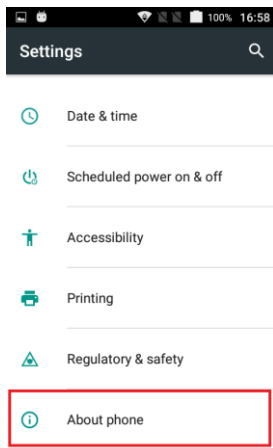 100% 16:58
Settings
Date & time
Scheduled power on & off
Accessibility
Printing
Regulatory & safety
About phone